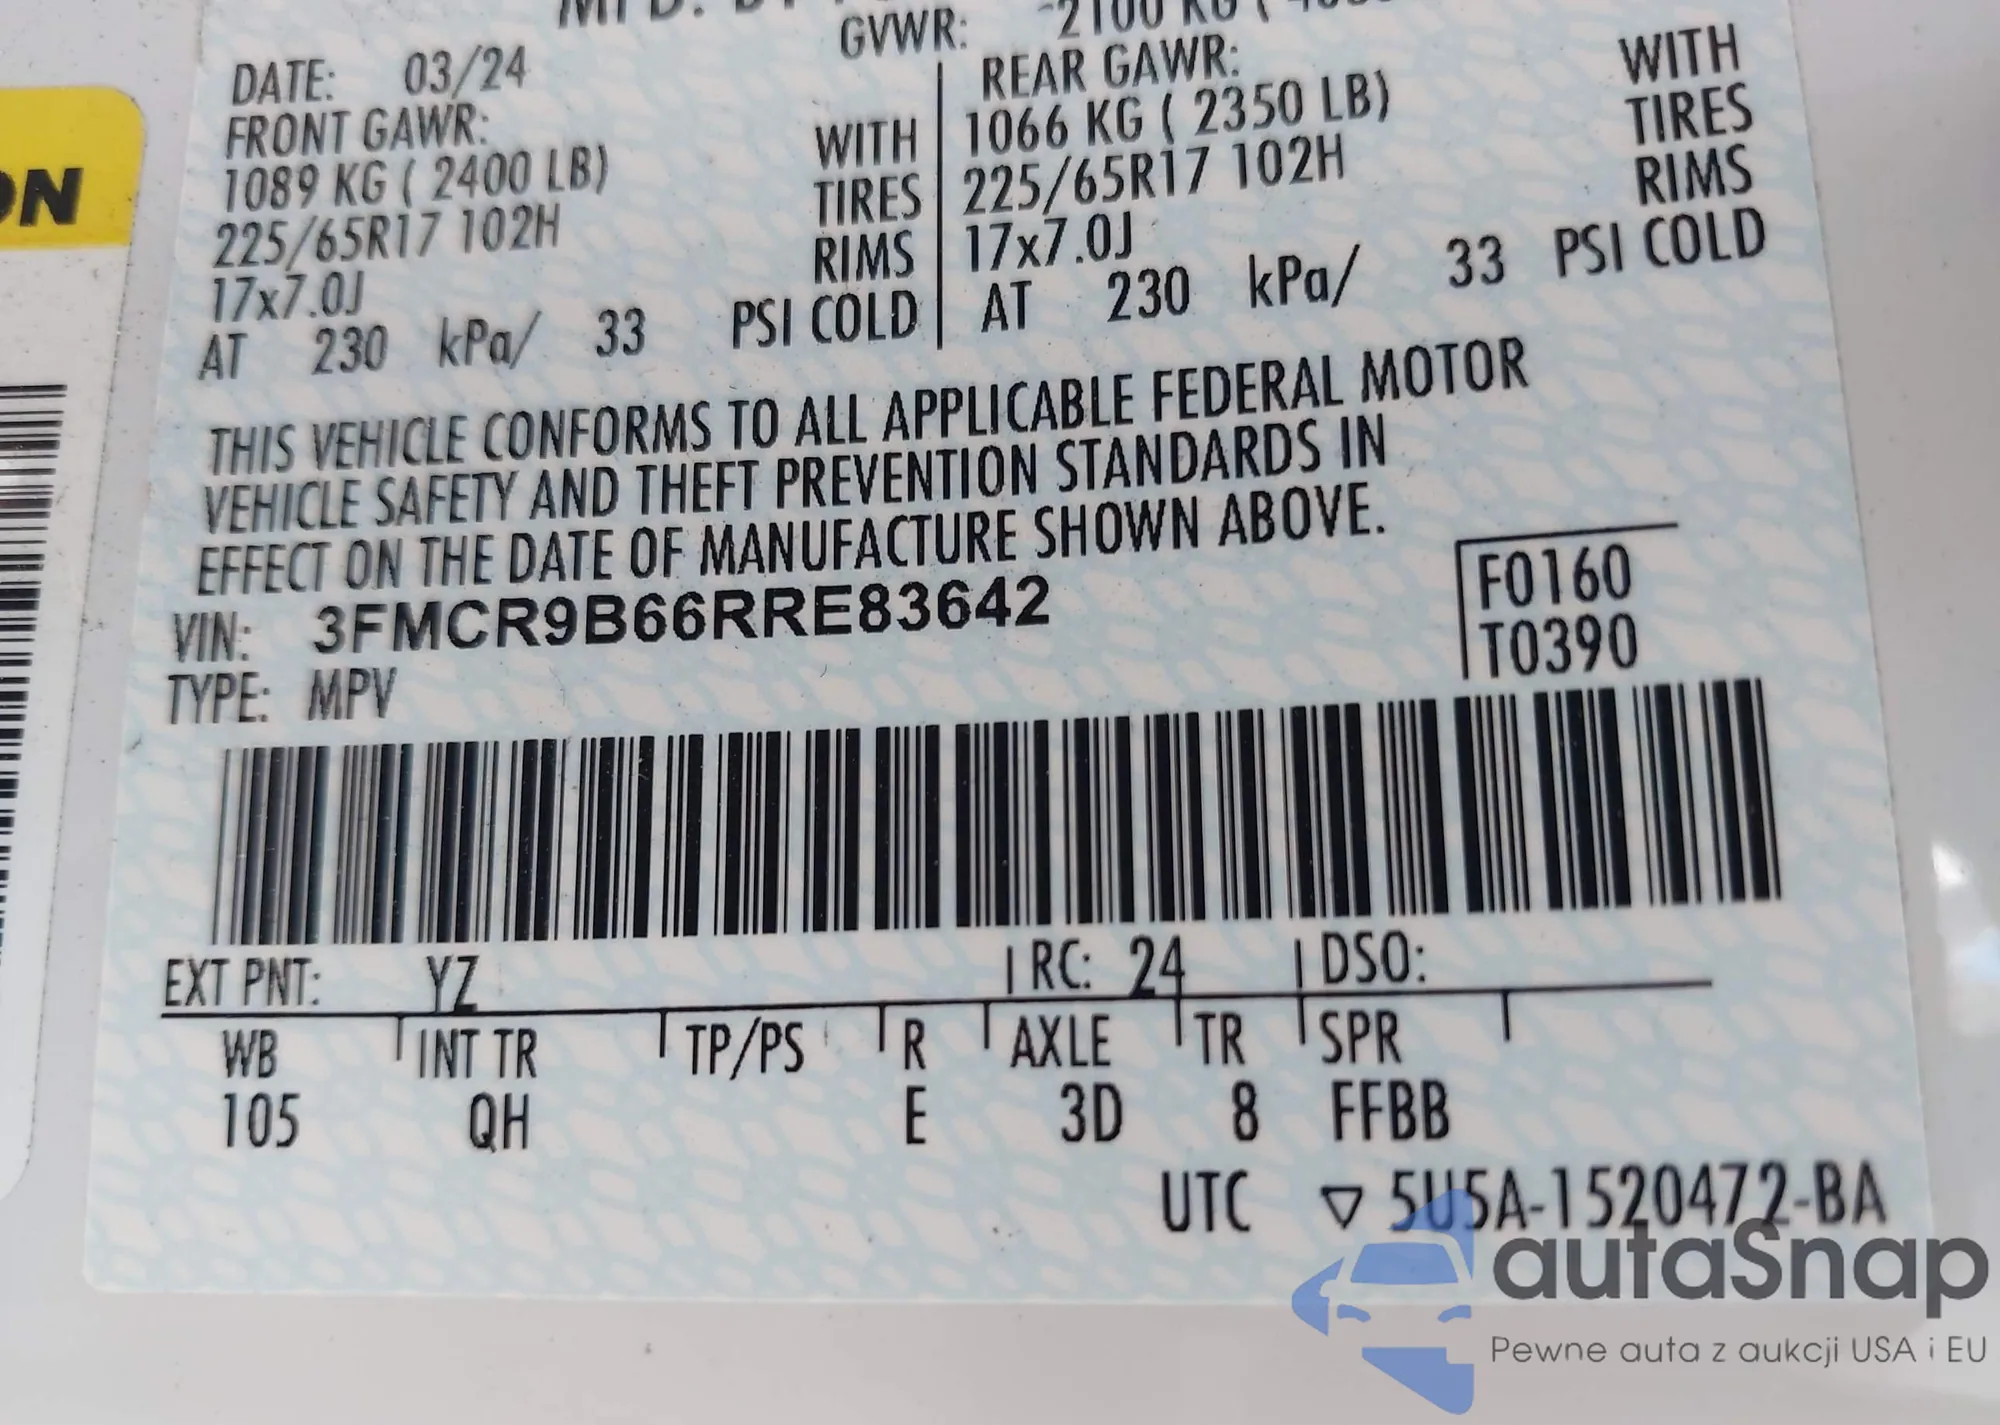 GVWR:
DATE: 03/24
FRONT GAWR: WITH
1089 KG ( 2400 LB) TIRES
225/65R17 102H RIMS
17x7.0J
AT 230 kPa/ 33 PSI COLD
REAR GAWR: WITH
1066 KG ( 2350 LB) TIRES
225/65R17 102H RIMS
17x7.0J
AT 230 kPa/ 33 PSI COLD
THIS VEHICLE CONFORMS TO ALL APPLICABLE FEDERAL MOTOR
VEHICLE SAFETY AND THEFT PREVENTION STANDARDS IN
EFFECT ON THE DATE OF MANUFACTURE SHOWN ABOVE.
VIN: 3FMCR9B66RRE83642
TYPE: MPV
F0160
T0390
EXT PNT: YZ RC: 24 DSO:
WB INT TR TP/PS R AXLE TR SPR
105 QH E 3D 8 FFBB
UTC ▽ 5U5A-1520472-BA
autaSnap
Pewne auta z aukcji USA i EU